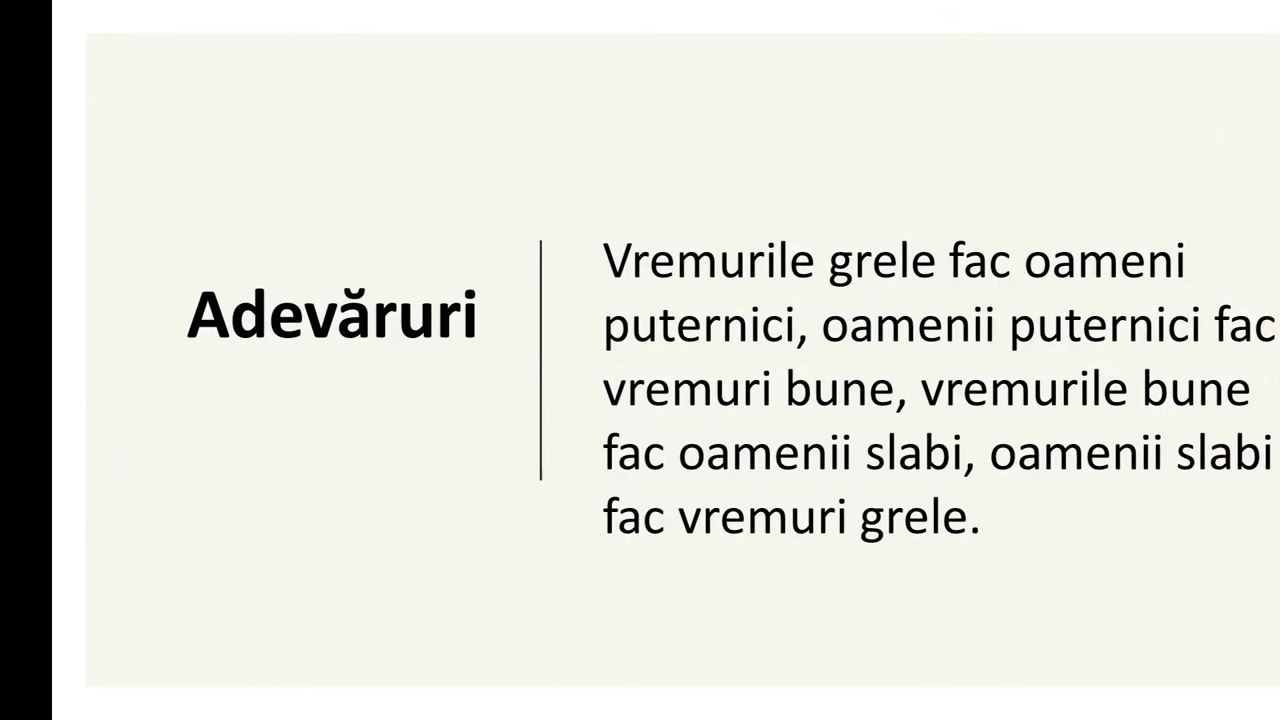 Adevăruri
Vremurile grele fac oameni
puternici, oamenii puternici fac
vremuri bune, vremurile bune
fac oamenii slabi, oamenii slabi
fac vremuri grele.